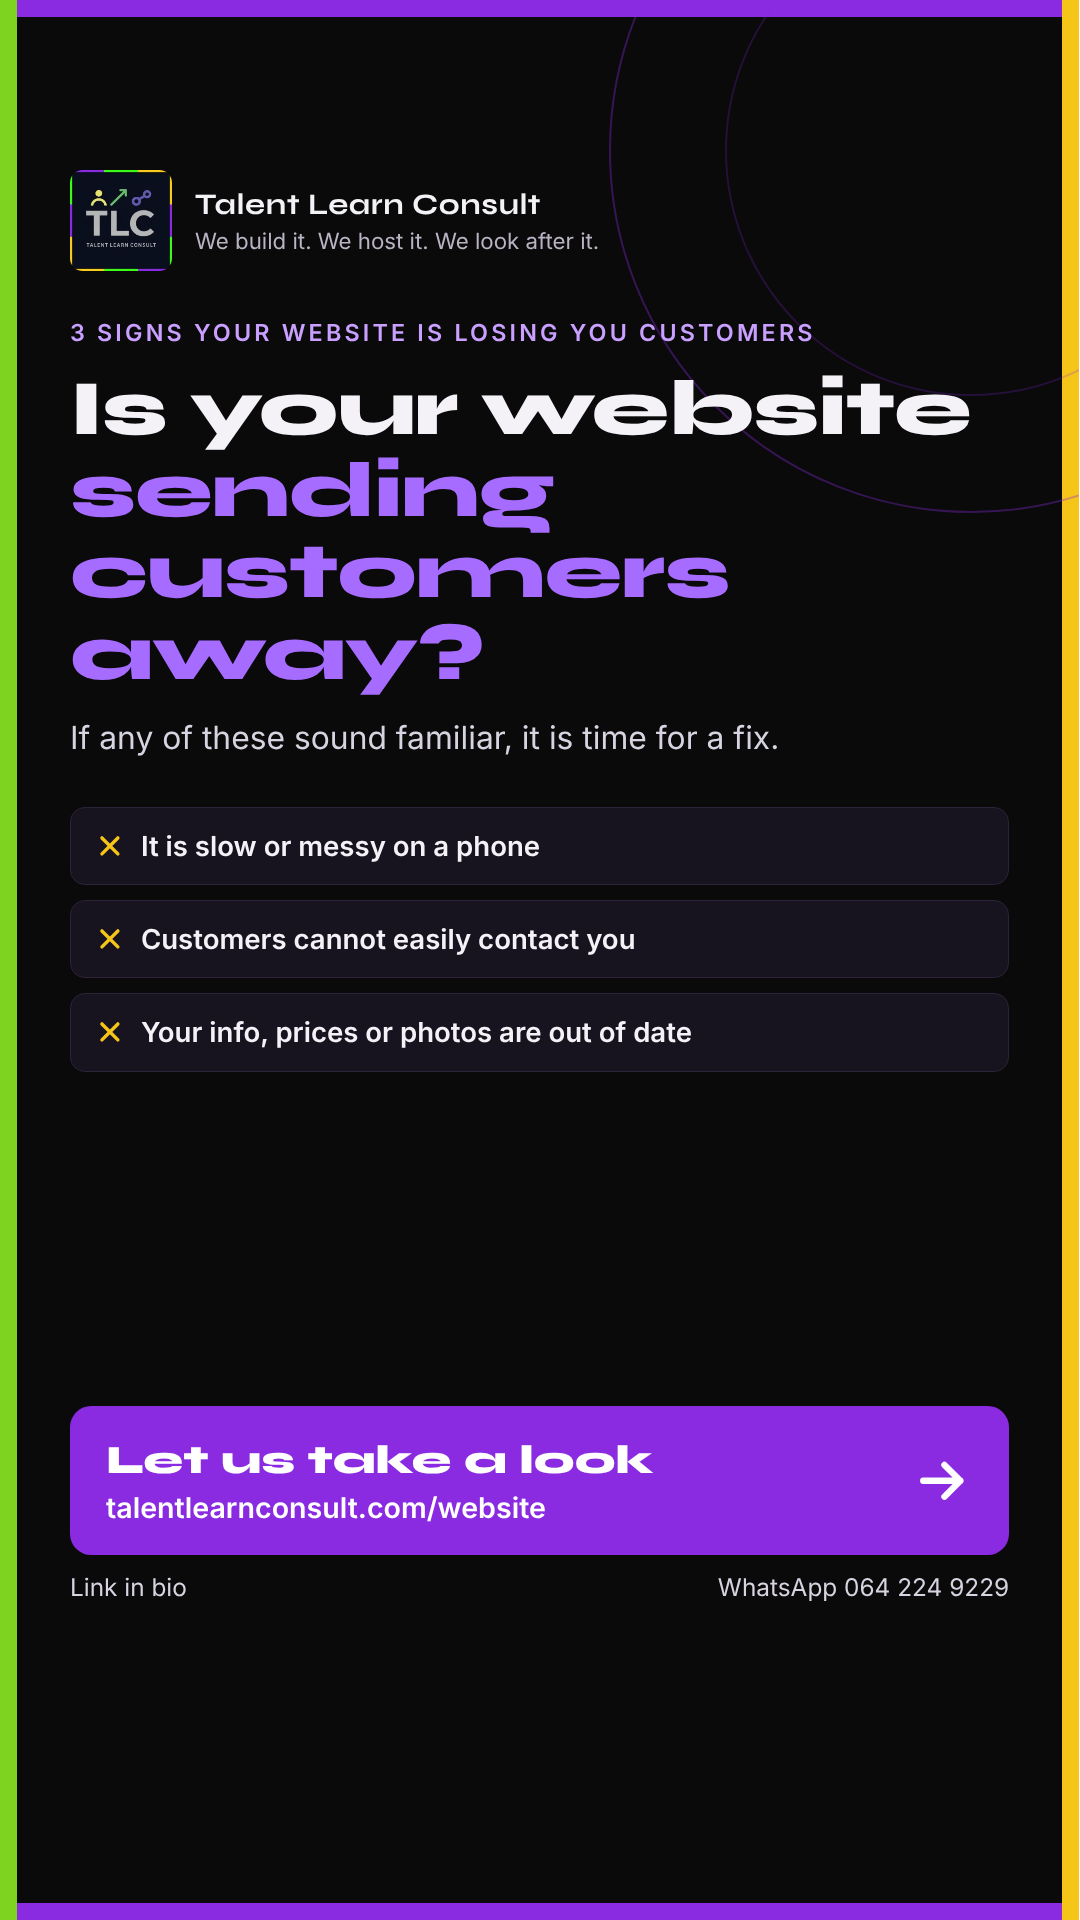 TLC
TALENT LEARN CONSULT
Talent Learn Consult
We build it. We host it. We look after it.
3 SIGNS YOUR WEBSITE IS LOSING YOU CUSTOMERS
Is your website
sending
customers
away?
If any of these sound familiar, it is time for a fix.
It is slow or messy on a phone
Customers cannot easily contact you
Your info, prices or photos are out of date
Let us take a look
talentlearnconsult.com/website
Link in bio
WhatsApp 064 224 9229